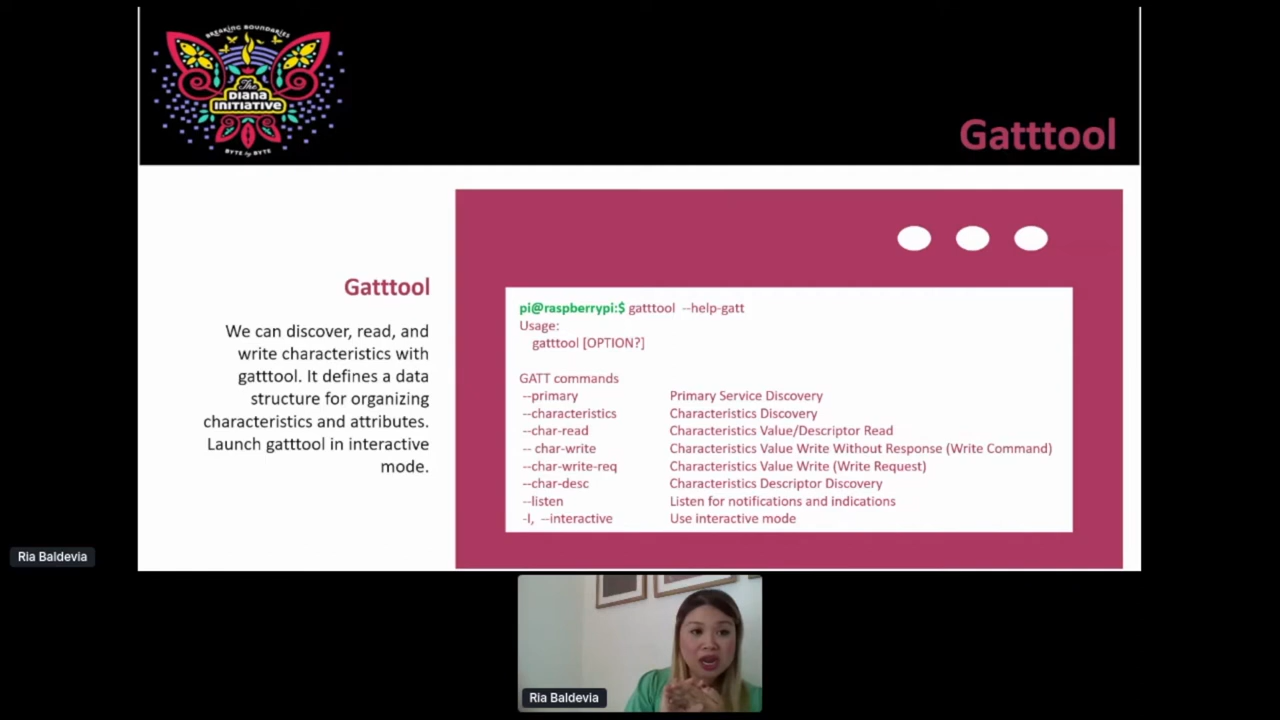 BREAKING BOUNDARIES
The
DIANA
INITIATIVE
BYTE by BYTE
Gatttool
Gatttool
We can discover, read, and
write characteristics with
gatttool. It defines a data
structure for organizing
characteristics and attributes.
Launch gatttool in interactive
mode.
pi@raspberrypi:$ gatttool --help-gatt
Usage:
gatttool [OPTION?]
GATT commands
--primary Primary Service Discovery
--characteristics Characteristics Discovery
--char-read Characteristics Value/Descriptor Read
-- char-write Characteristics Value Write Without Response (Write Command)
--char-write-req Characteristics Value Write (Write Request)
--char-desc Characteristics Descriptor Discovery
--listen Listen for notifications and indications
-I, --interactive Use interactive mode
Ria Baldevia
Ria Baldevia